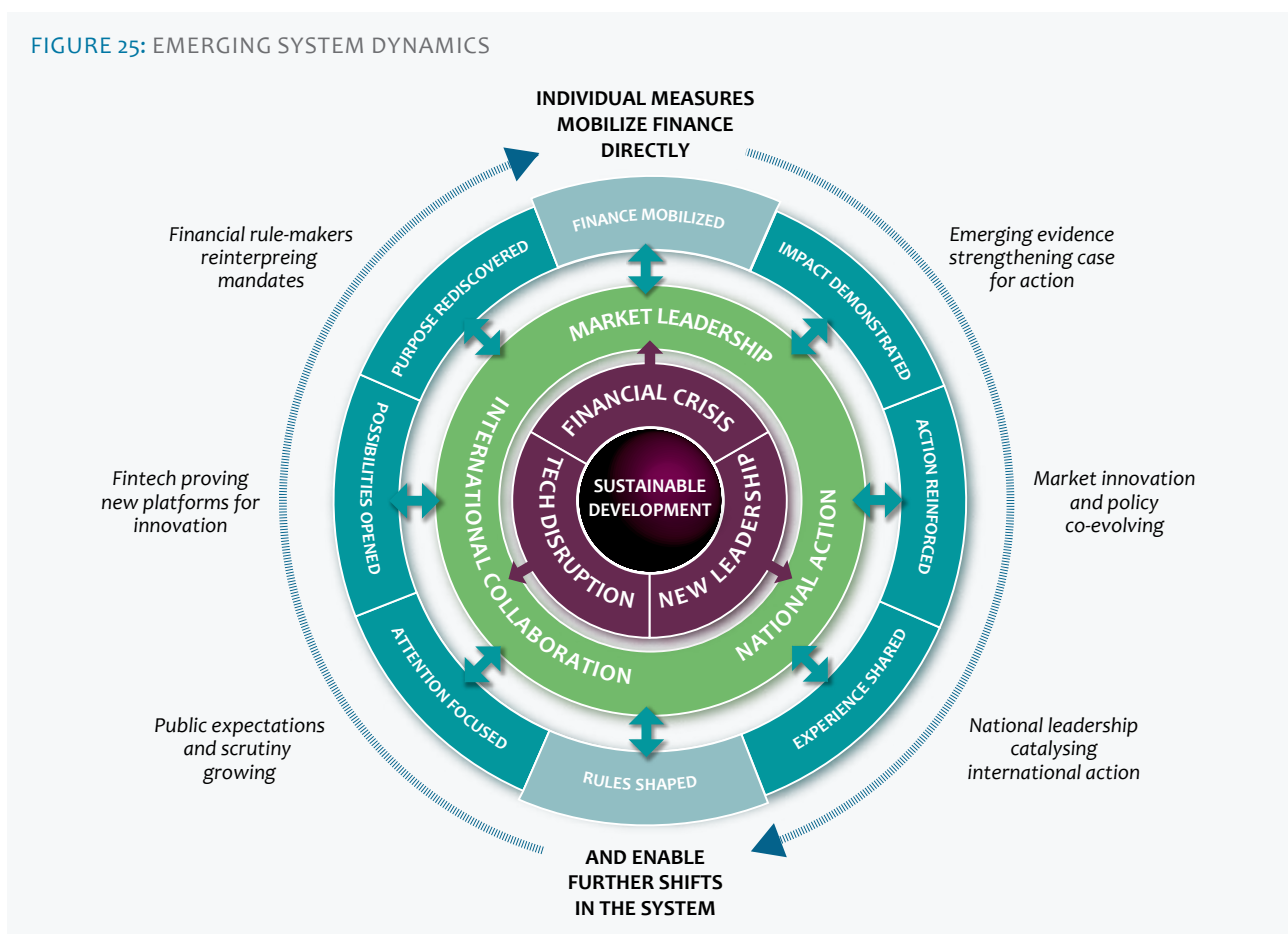 FIGURE 25: EMERGING SYSTEM DYNAMICS
INDIVIDUAL MEASURES
MOBILIZE FINANCE
DIRECTLY
FINANCE MOBILIZED
IMPACT DEMONSTRATED
ACTION REINFORCED
EXPERIENCE SHARED
RULES SHAPED
ATTENTION FOCUSED
POSSIBILITIES OPENED
PURPOSE REDISCOVERED
MARKET LEADERSHIP
NATIONAL ACTION
INTERNATIONAL COLLABORATION
FINANCIAL CRISIS
NEW LEADERSHIP
TECH DISRUPTION
SUSTAINABLE
DEVELOPMENT
Emerging evidence
strengthening case
for action
Market innovation
and policy
co-evolving
National leadership
catalysing
international action
AND ENABLE
FURTHER SHIFTS
IN THE SYSTEM
Public expectations
and scrutiny
growing
Fintech proving
new platforms for
innovation
Financial rule-makers
reinterpreing
mandates